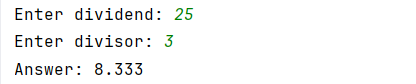 Enter dividend: 25
Enter divisor: 3
Answer: 8.333